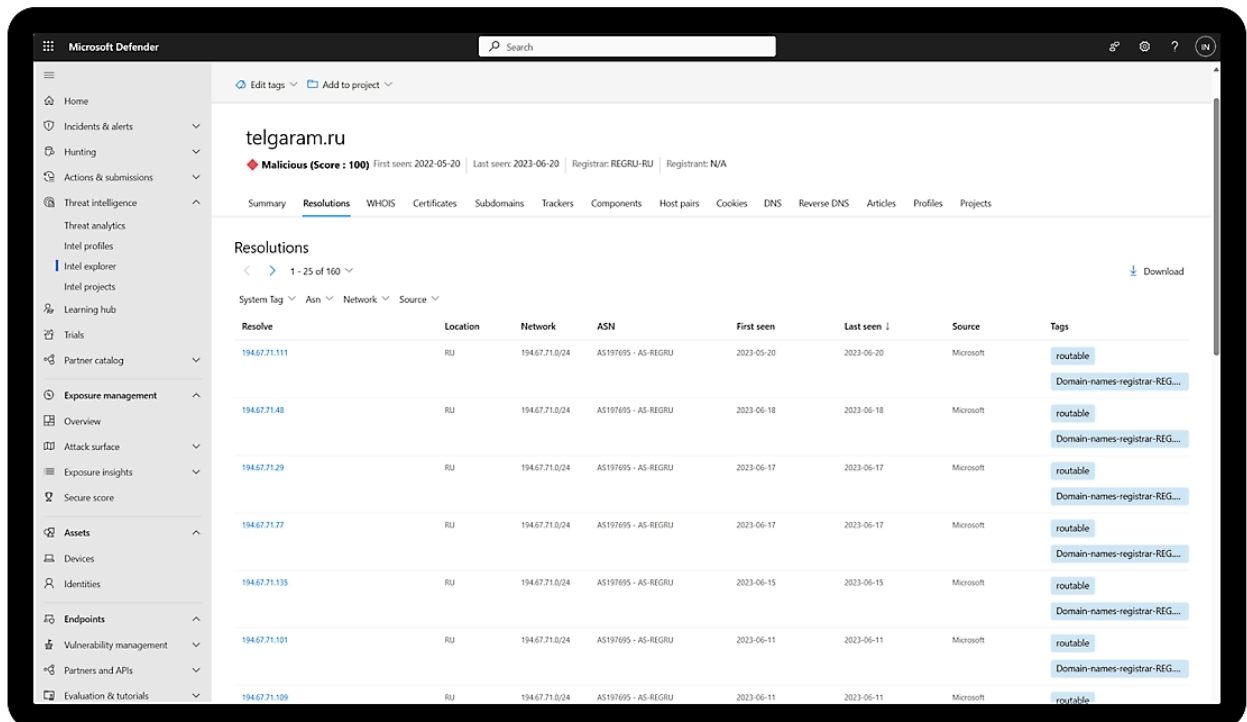 Microsoft Defender
Search
IN
Home
Incidents & alerts
Hunting
Actions & submissions
Threat intelligence
Threat analytics
Intel profiles
Intel explorer
Intel projects
Learning hub
Trials
Partner catalog
Exposure management
Overview
Attack surface
Exposure insights
Secure score
Assets
Devices
Identities
Endpoints
Vulnerability management
Partners and APIs
Evaluation & tutorials
Edit tags Add to project
telgaram.ru
Malicious (Score : 100) First seen: 2022-05-20 Last seen: 2023-06-20 Registrar: REGRU-RU Registrant: N/A
Summary Resolutions WHOIS Certificates Subdomains Trackers Components Host pairs Cookies DNS Reverse DNS Articles Profiles Projects
Resolutions
1 - 25 of 160 Download
System Tag Asn Network Source
Resolve Location Network ASN First seen Last seen ↓ Source Tags
194.67.71.111 RU 194.67.71.0/24 AS197695 - AS-REGRU 2023-05-20 2023-06-20 Microsoft routable
Domain-names-registrar-REG....
194.67.71.48 RU 194.67.71.0/24 AS197695 - AS-REGRU 2023-06-18 2023-06-18 Microsoft routable
Domain-names-registrar-REG....
194.67.71.29 RU 194.67.71.0/24 AS197695 - AS-REGRU 2023-06-17 2023-06-17 Microsoft routable
Domain-names-registrar-REG....
194.67.71.77 RU 194.67.71.0/24 AS197695 - AS-REGRU 2023-06-17 2023-06-17 Microsoft routable
Domain-names-registrar-REG....
194.67.71.135 RU 194.67.71.0/24 AS197695 - AS-REGRU 2023-06-15 2023-06-15 Microsoft routable
Domain-names-registrar-REG....
194.67.71.101 RU 194.67.71.0/24 AS197695 - AS-REGRU 2023-06-11 2023-06-11 Microsoft routable
Domain-names-registrar-REG....
194.67.71.109 RU 194.67.71.0/24 AS197695 - AS-REGRU 2023-06-11 2023-06-11 Microsoft routable